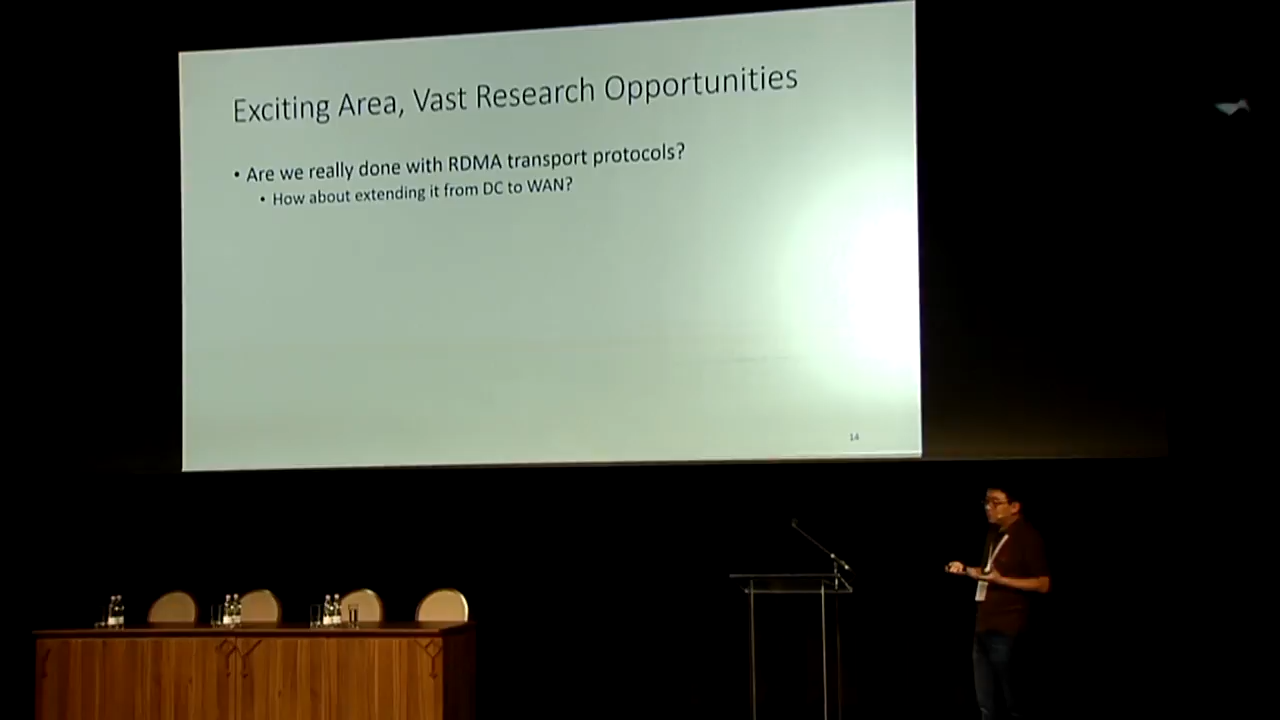 Exciting Area, Vast Research Opportunities
• Are we really done with RDMA transport protocols?
• How about extending it from DC to WAN?
14